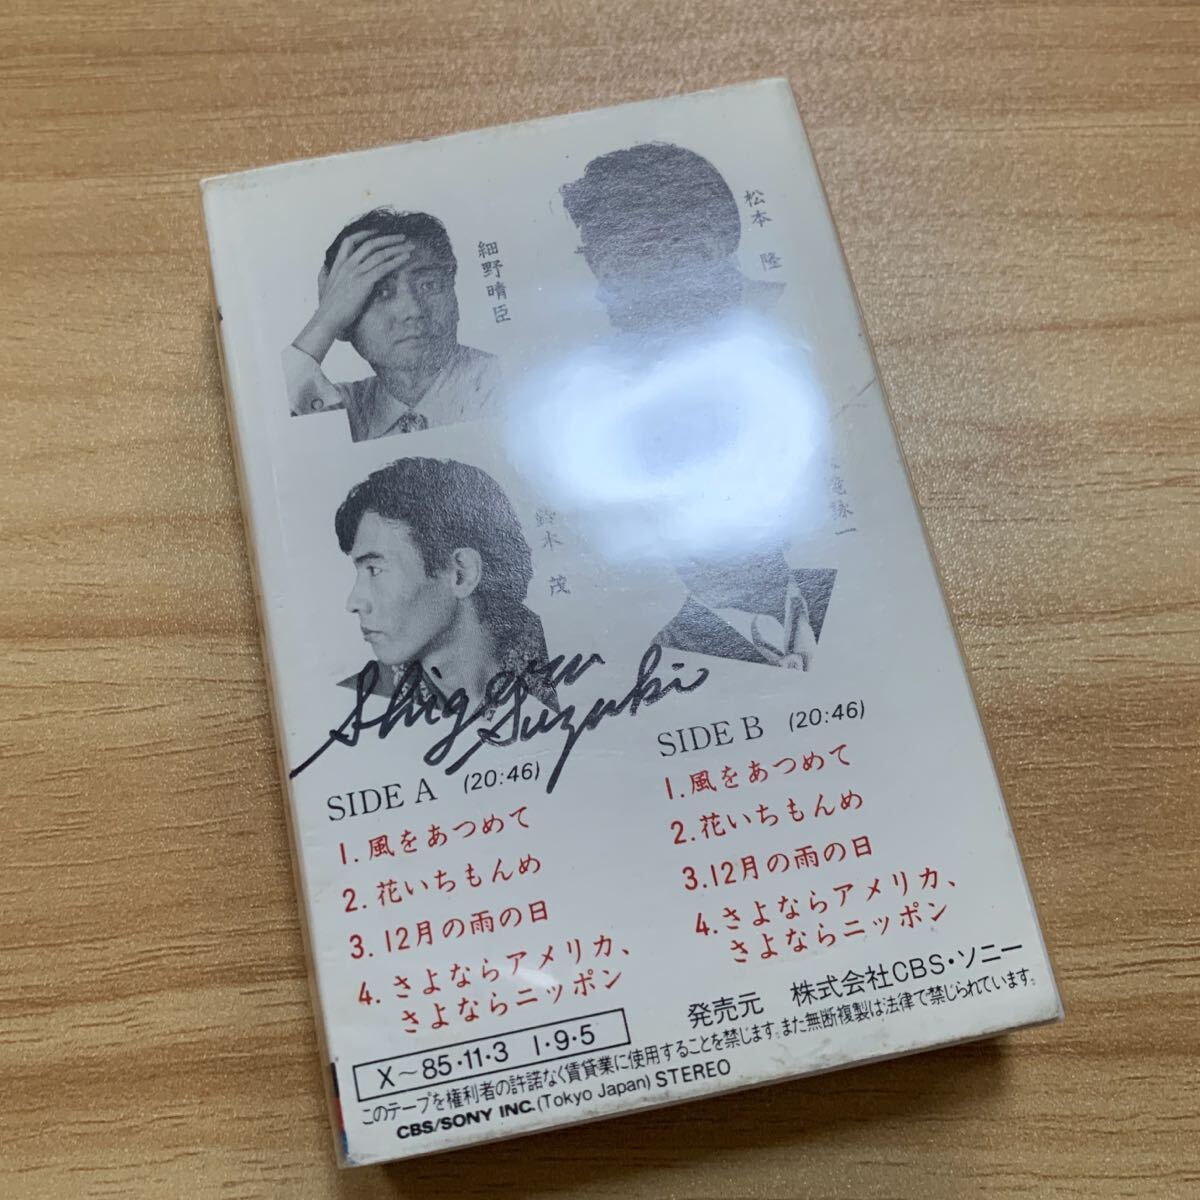 細野晴臣
松本 隆
鈴木 茂
瀧詠一
Shigeru
Suzuki
SIDE A (20:46)
1. 風をあつめて
2. 花いちもんめ
3. 12月の雨の日
4. さよならアメリカ、
さよならニッポン
SIDE B (20:46)
1. 風をあつめて
2. 花いちもんめ
3. 12月の雨の日
4. さよならアメリカ、
さよならニッポン
X～85・11・3 1・9・5
発売元 株式会社CBS・ソニー
このテープを権利者の許諾なく賃貸業に使用することを禁じます。また無断複製は法律で禁じられています。
CBS/SONY INC. (Tokyo Japan) STEREO